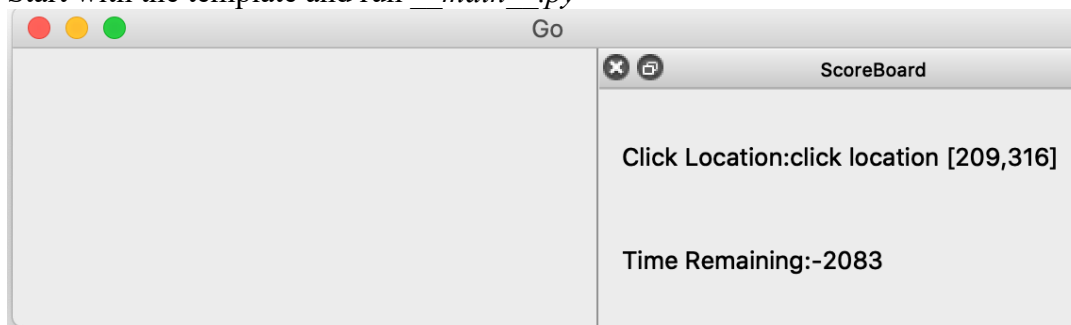 Start with the template and run __main__.py
Go
ScoreBoard
Click Location:click location [209,316]
Time Remaining:-2083